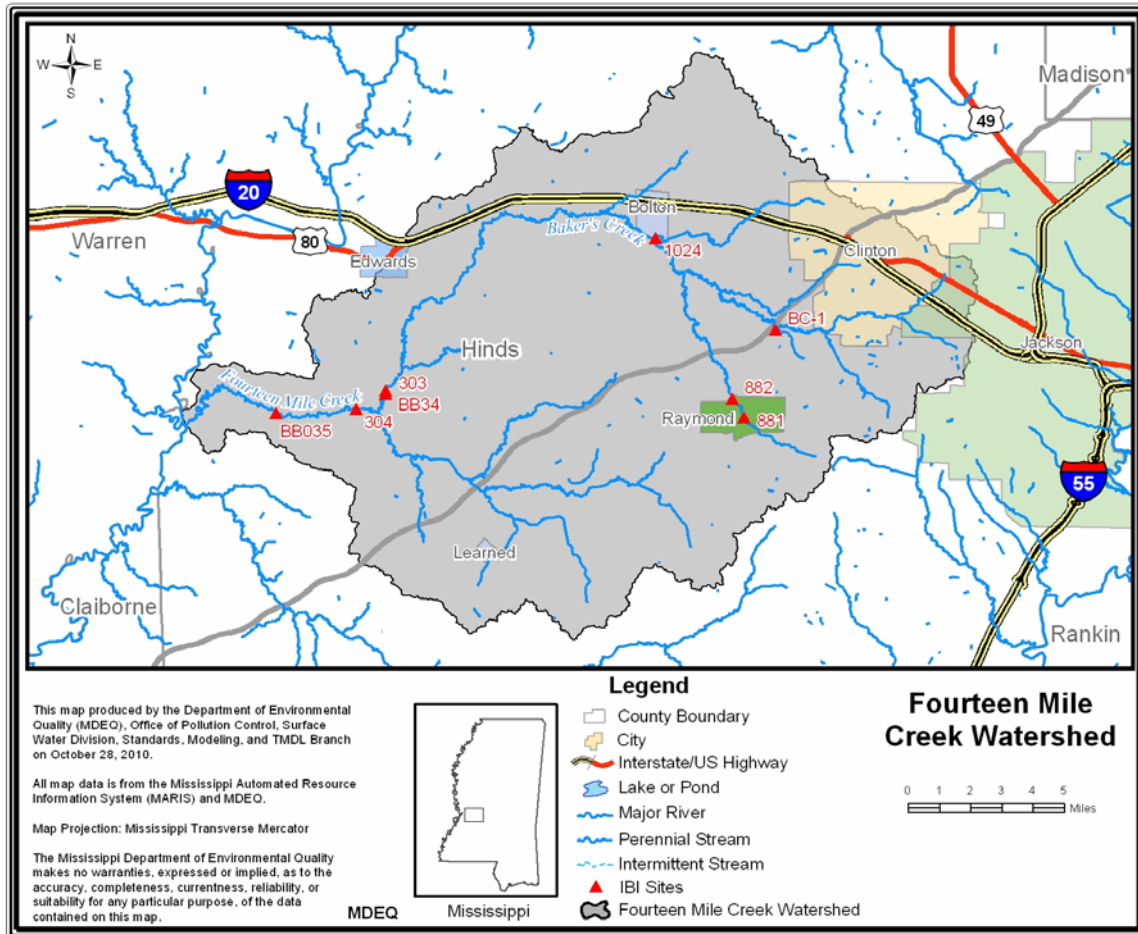 N
W E
S
Madison
49
20
Bolton
Baker's Creek
Warren
80
1024
Clinton
Edwards
BC-1
Jackson
Hinds
Fourteen Mile Creek
303
882
BB34
Raymond
881
304
BB035
55
Learned
Claiborne
Rankin
This map produced by the Department of Environmental
Quality (MDEQ), Office of Pollution Control, Surface
Water Division, Standards, Modeling, and TMDL Branch
on October 28, 2010.
All map data is from the Mississippi Automated Resource
Information System (MARIS) and MDEQ.
Map Projection: Mississippi Transverse Mercator
The Mississippi Department of Environmental Quality
makes no warranties, expressed or implied, as to the
accuracy, completeness, currentness, reliability, or
suitability for any particular purpose, of the data
contained on this map.
MDEQ
Mississippi
Legend
County Boundary
City
Interstate/US Highway
Lake or Pond
Major River
Perennial Stream
Intermittent Stream
IBI Sites
Fourteen Mile Creek Watershed
Fourteen Mile
Creek Watershed
0 1 2 3 4 5
Miles